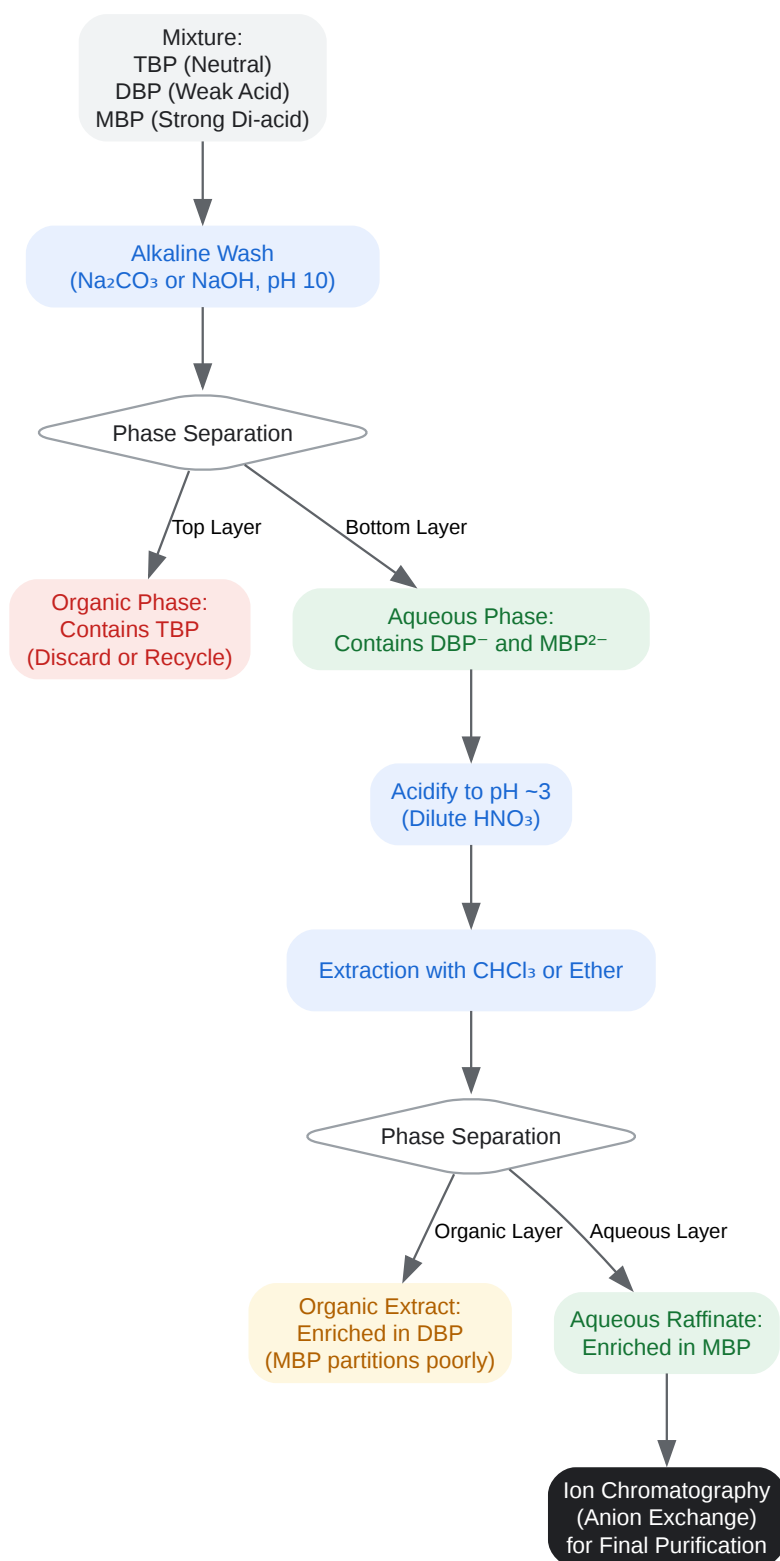 Mixture:
TBP (Neutral)
DBP (Weak Acid)
MBP (Strong Di-acid)
Alkaline Wash
(Na₂CO₃ or NaOH, pH 10)
Phase Separation
Top Layer
Bottom Layer
Organic Phase:
Contains TBP
(Discard or Recycle)
Aqueous Phase:
Contains DBP⁻ and MBP²⁻
Acidify to pH ~3
(Dilute HNO₃)
Extraction with CHCl₃ or Ether
Phase Separation
Organic Layer
Aqueous Layer
Organic Extract:
Enriched in DBP
(MBP partitions poorly)
Aqueous Raffinate:
Enriched in MBP
Ion Chromatography
(Anion Exchange)
for Final Purification